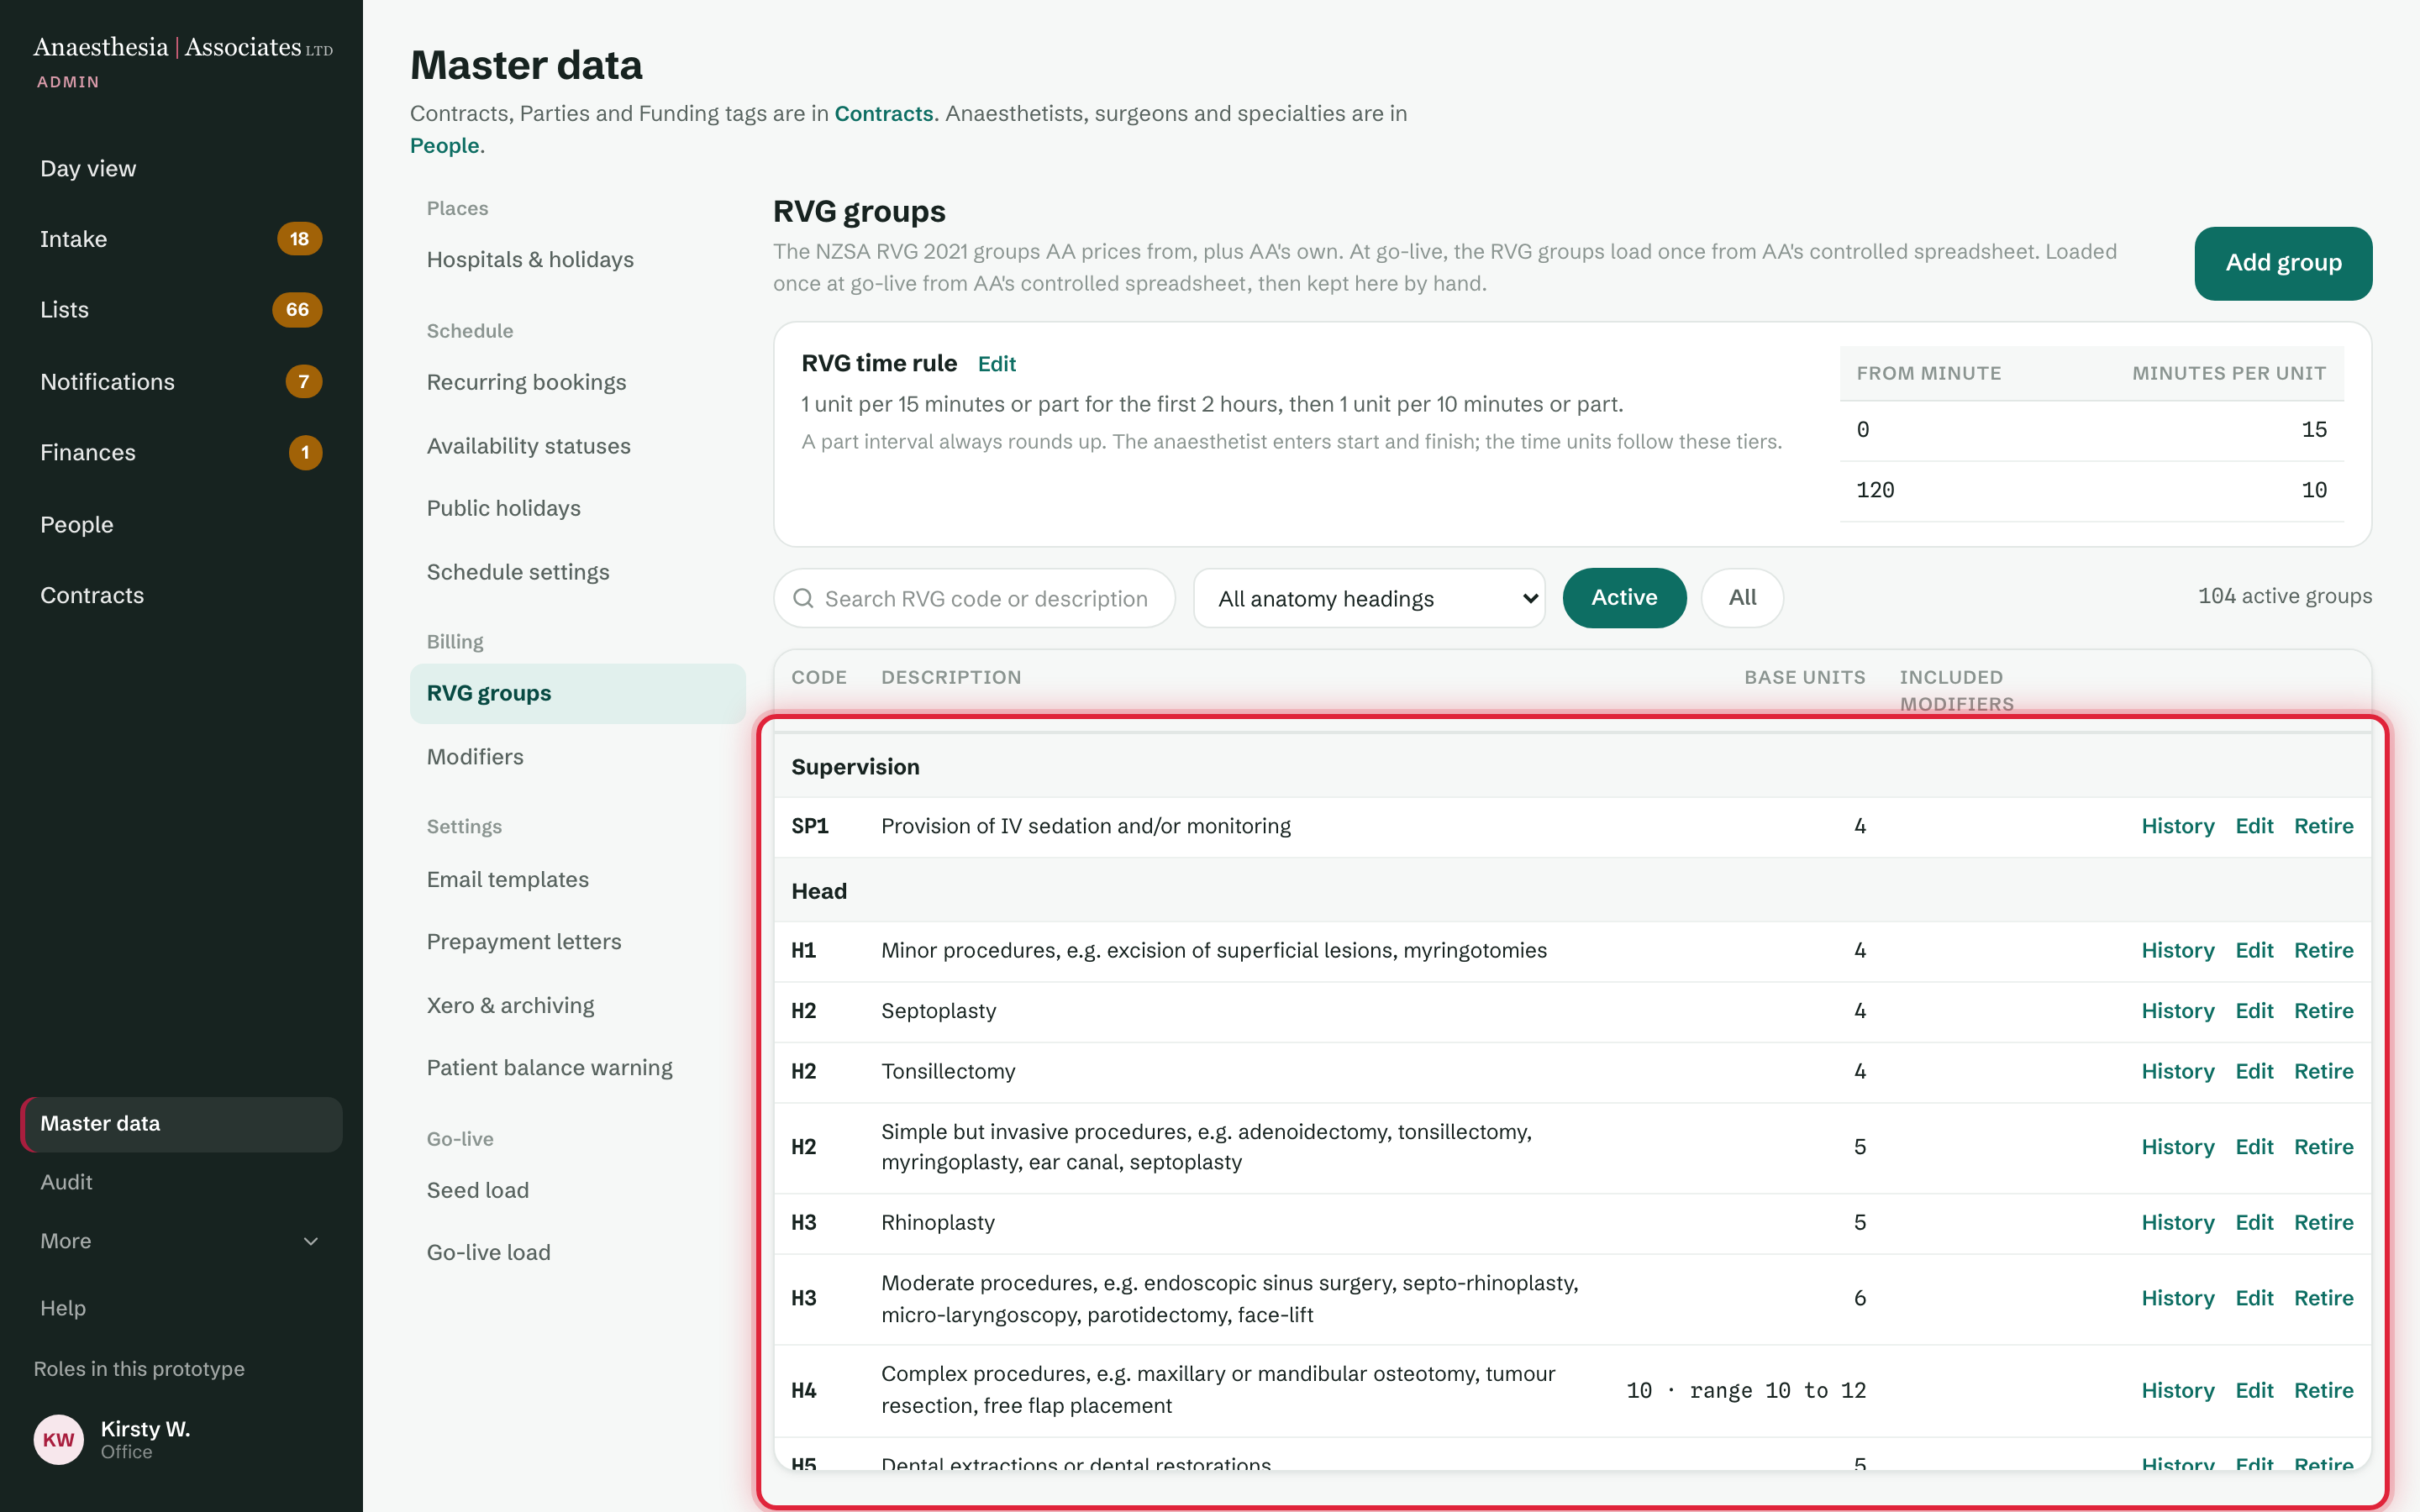 Anaesthesia | Associates LTD
ADMIN
Day view
Intake 18
Lists 66
Notifications 7
Finances 1
People
Contracts
Master data
Audit
More
Help
Roles in this prototype
KW
Kirsty W.
Office
Master data
Contracts, Parties and Funding tags are in Contracts. Anaesthetists, surgeons and specialties are in
People.
Places
Hospitals & holidays
Schedule
Recurring bookings
Availability statuses
Public holidays
Schedule settings
Billing
RVG groups
Modifiers
Settings
Email templates
Prepayment letters
Xero & archiving
Patient balance warning
Go-live
Seed load
Go-live load
RVG groups
The NZSA RVG 2021 groups AA prices from, plus AA's own. At go-live, the RVG groups load once from AA's controlled spreadsheet. Loaded
once at go-live from AA's controlled spreadsheet, then kept here by hand.
Add group
RVG time rule Edit
1 unit per 15 minutes or part for the first 2 hours, then 1 unit per 10 minutes or part.
A part interval always rounds up. The anaesthetist enters start and finish; the time units follow these tiers.
FROM MINUTE MINUTES PER UNIT
0 15
120 10
Search RVG code or description
All anatomy headings
Active
All
104 active groups
CODE DESCRIPTION BASE UNITS INCLUDED
MODIFIERS
Supervision
SP1 Provision of IV sedation and/or monitoring 4 History Edit Retire
Head
H1 Minor procedures, e.g. excision of superficial lesions, myringotomies 4 History Edit Retire
H2 Septoplasty 4 History Edit Retire
H2 Tonsillectomy 4 History Edit Retire
H2 Simple but invasive procedures, e.g. adenoidectomy, tonsillectomy,
myringoplasty, ear canal, septoplasty 5 History Edit Retire
H3 Rhinoplasty 5 History Edit Retire
H3 Moderate procedures, e.g. endoscopic sinus surgery, septo-rhinoplasty,
micro-laryngoscopy, parotidectomy, face-lift 6 History Edit Retire
H4 Complex procedures, e.g. maxillary or mandibular osteotomy, tumour
resection, free flap placement 10 · range 10 to 12 History Edit Retire
H5 Dental extractions or dental restorations 5 History Edit Retire